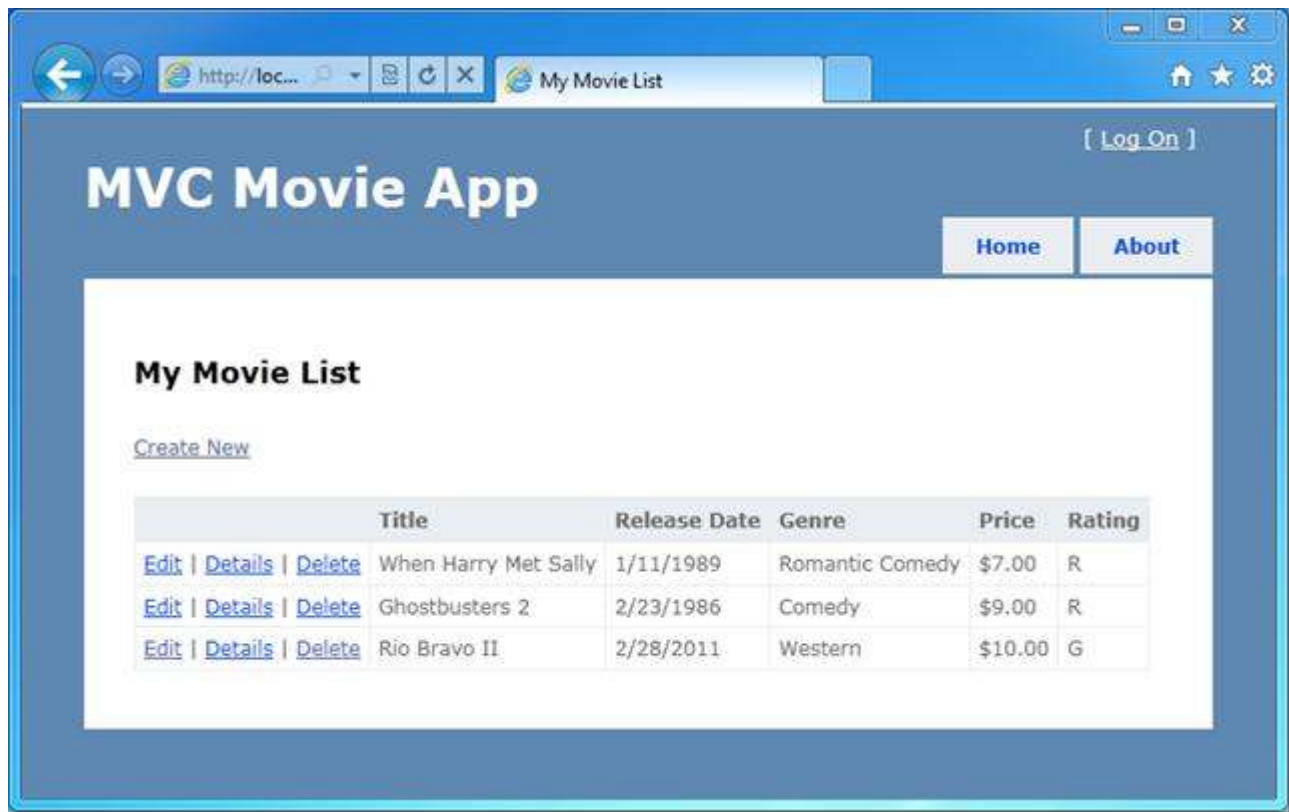 http://loc...
My Movie List
[ Log On ]
MVC Movie App
Home About
My Movie List
Create New
Title Release Date Genre Price Rating
Edit | Details | Delete When Harry Met Sally 1/11/1989 Romantic Comedy $7.00 R
Edit | Details | Delete Ghostbusters 2 2/23/1986 Comedy $9.00 R
Edit | Details | Delete Rio Bravo II 2/28/2011 Western $10.00 G